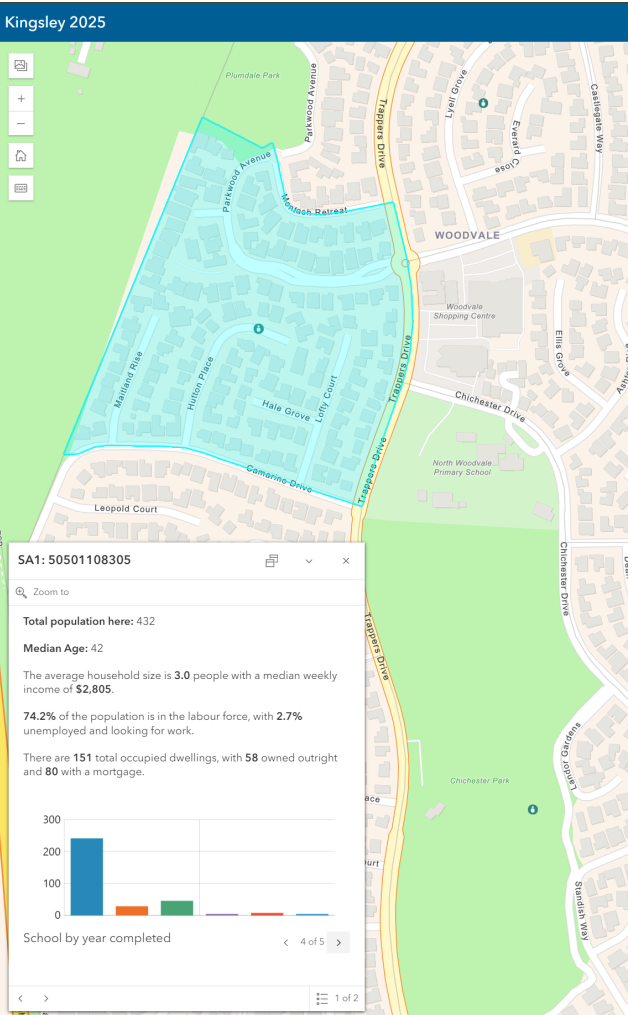 Kingsley 2025
Plumdale Park
Parkwood Avenue
Trappers Drive
Lyell Grove
Everard Close
Castlegate Way
Parkwood Avenue
Montosh Retreat
WOODVALE
Woodvale
Shopping Centre
Ellis Grove
Maitland Rise
Hutton Place
Hale Grove
Lofty Court
Trappers Drive
Chichester Drive
Trappers Drive
North Woodvale
Primary School
Camarino Drive
Leopold Court
Chichester Drive
SA1: 50501108305
Zoom to
Total population here: 432
Median Age: 42
The average household size is 3.0 people with a median weekly
income of $2,805.
74.2% of the population is in the labour force, with 2.7%
unemployed and looking for work.
There are 151 total occupied dwellings, with 58 owned outright
and 80 with a mortgage.
300
200
100
0
School by year completed
4 of 5
1 of 2
Trappers Drive
Landor Gardens
Chichester Park
ace
ourt
Standish Way